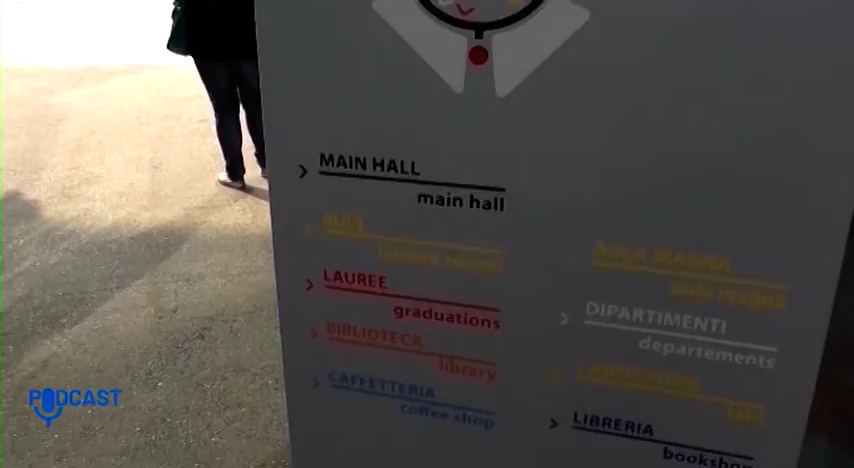 MAIN HALL
main hall
AULE
lecture rooms
LAUREE
graduations
BIBLIOTECA
library
CAFFETTERIA
coffee shop
AULA MAGNA
aula magna
DIPARTIMENTI
departements
LABORATORI
labs
LIBRERIA
bookshop
PODCAST